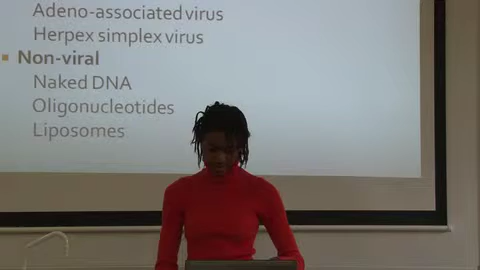 Adeno-associated virus
Herpex simplex virus
Non-viral
Naked DNA
Oligonucleotides
Liposomes